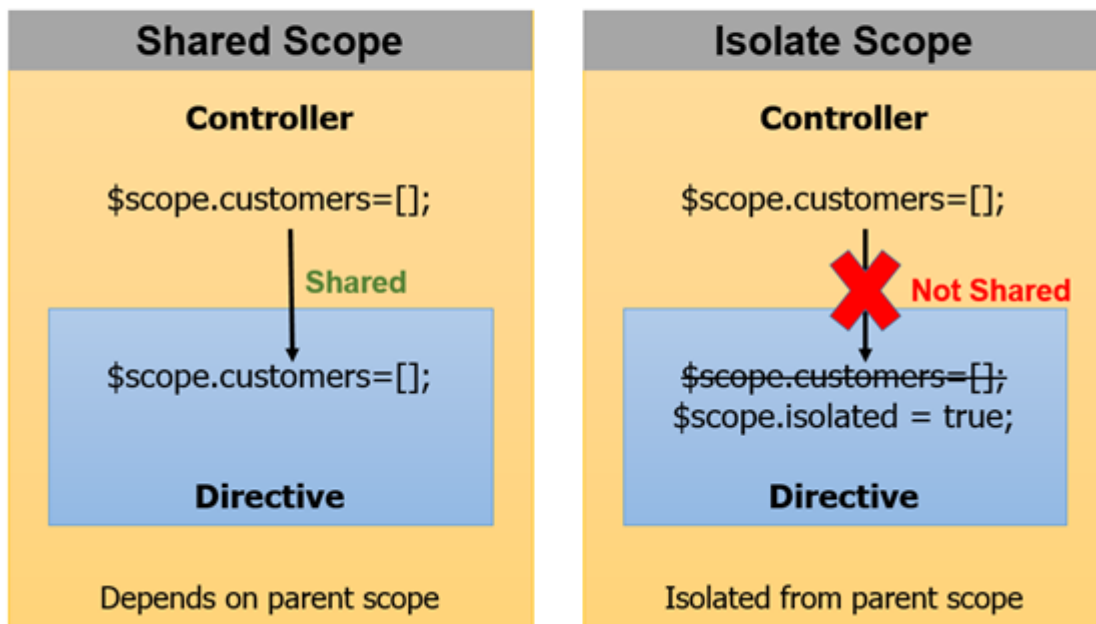 Shared Scope
Controller
$scope.customers=[];
Shared
$scope.customers=[];
Directive
Depends on parent scope
Isolate Scope
Controller
$scope.customers=[];
Not Shared
$scope.customers=[];
$scope.isolated = true;
Directive
Isolated from parent scope